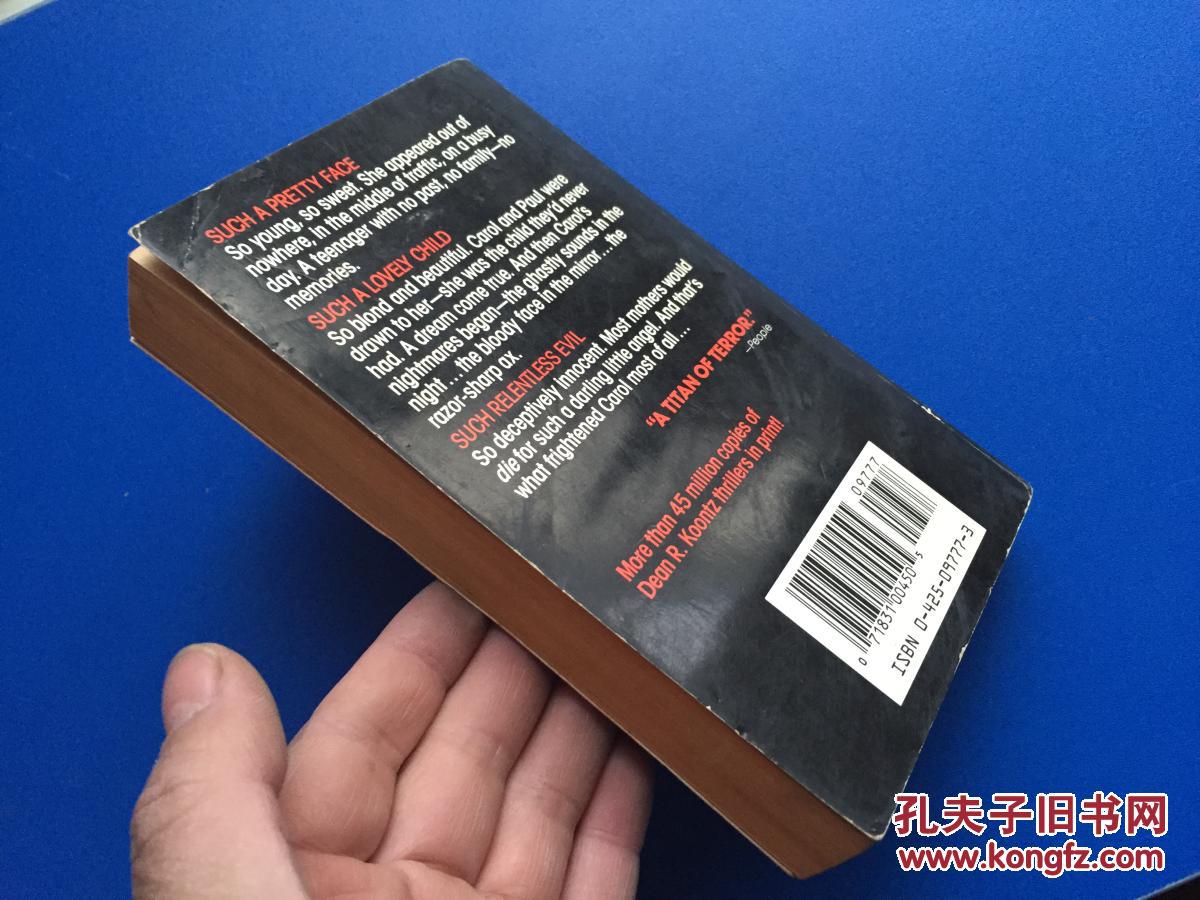 SUCH A PRETTY FACE
So young, so sweet. She appeared out of
nowhere, in the middle of traffic, on a busy
day. A teenager with no past, no family—no
memories.
SUCH A LOVELY CHILD
So blond and beautiful. Carol and Paul were
drawn to her—she was the child they'd never
had. A dream come true. And then Carol's
nightmares began—the ghastly sounds in the
night . . . the bloody face in the mirror . . . the
razor-sharp ax.
SUCH RELENTLESS EVIL
So deceptively innocent. Most mothers would
die for such a darling little angel. And that's
what frightened Carol most of all . . .
"A TITAN OF TERROR."
—People
More than 45 million copies of
Dean R. Koontz thrillers in print!
09777
0 71831 00450 5
ISBN 0-425-09777-3
孔夫子旧书网
www.kongfz.com